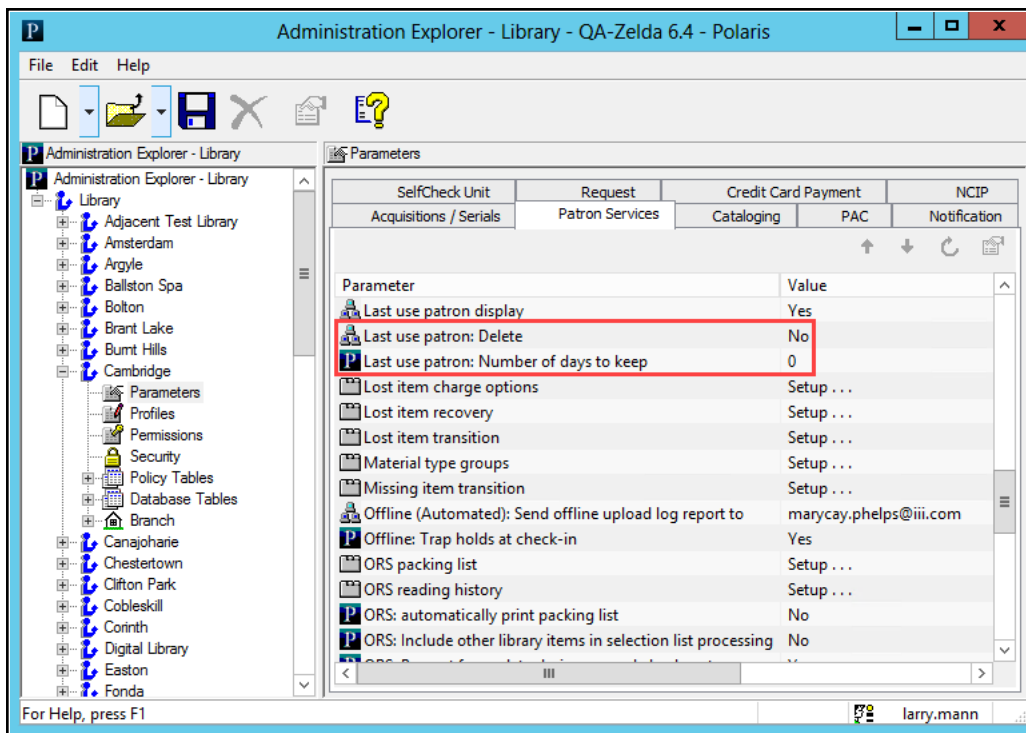 P
Administration Explorer - Library - QA-Zelda 6.4 - Polaris
x
File Edit Help
P Administration Explorer - Library
P Administration Explorer - Library
Library
Adjacent Test Library
Amsterdam
Argyle
Ballston Spa
Bolton
Brant Lake
Burnt Hills
Cambridge
Parameters
Profiles
Permissions
Security
Policy Tables
Database Tables
Branch
Canajoharie
Chestertown
Clifton Park
Cobleskill
Corinth
Digital Library
Easton
Fonda
Parameters
SelfCheck Unit Request Credit Card Payment NCIP
Acquisitions / Serials Patron Services Cataloging PAC Notification
Parameter Value
Last use patron display Yes
Last use patron: Delete No
P Last use patron: Number of days to keep 0
Lost item charge options Setup . . .
Lost item recovery Setup . . .
Lost item transition Setup . . .
Material type groups Setup . . .
Missing item transition Setup . . .
Offline (Automated): Send offline upload log report to marycay.phelps@iii.com
P Offline: Trap holds at check-in Yes
ORS packing list Setup . . .
ORS reading history Setup . . .
P ORS: automatically print packing list No
P ORS: Include other library items in selection list processing No
For Help, press F1 larry.mann